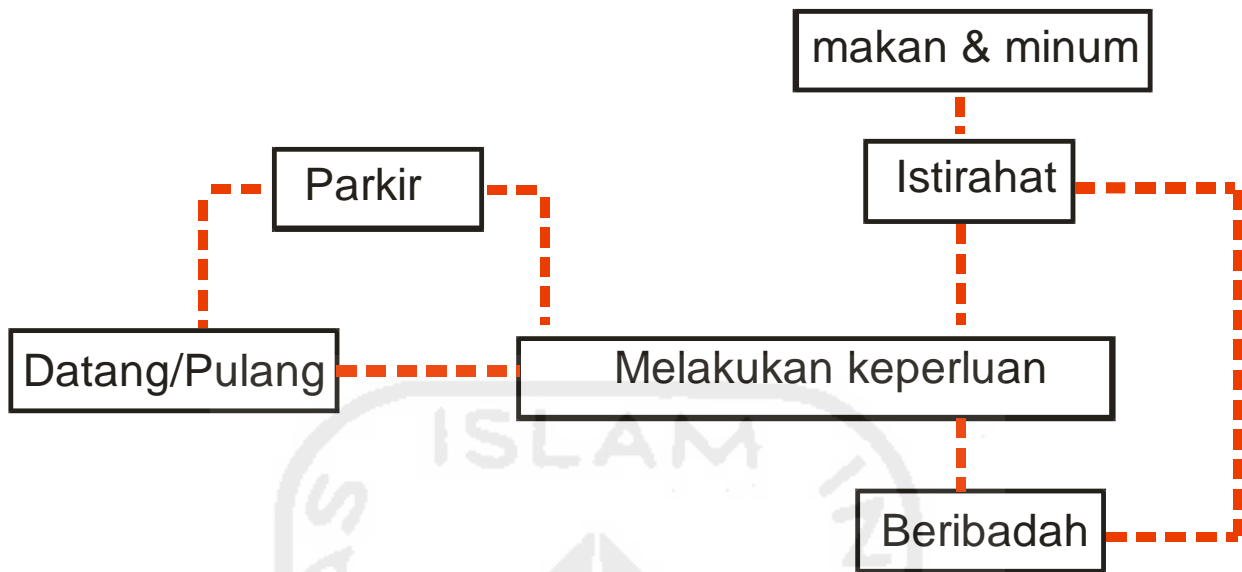 makan & minum
Parkir
Istirahat
Datang/Pulang
Melakukan keperluan
ISLAM
Beribadah